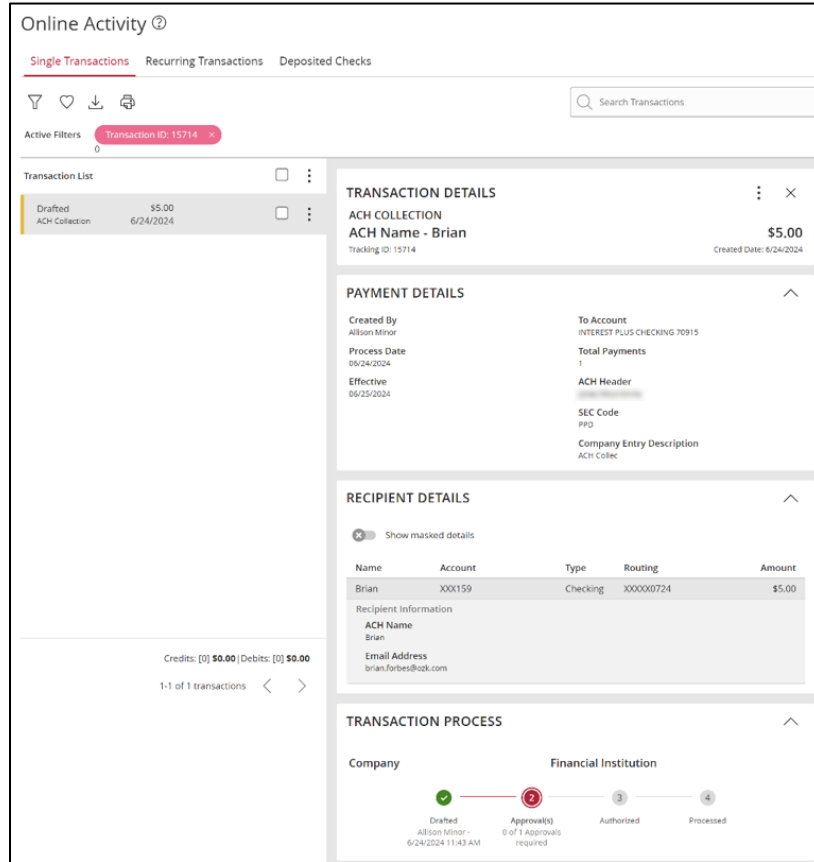 Online Activity
Single Transactions Recurring Transactions Deposited Checks
Search Transactions
Active Filters Transaction ID: 15714 ×
0
Transaction List
Drafted $5.00
ACH Collection 6/24/2024
Credits: [0] $0.00 | Debits: [0] $0.00
1-1 of 1 transactions
TRANSACTION DETAILS
ACH COLLECTION
ACH Name - Brian $5.00
Tracking ID: 15714 Created Date: 6/24/2024
PAYMENT DETAILS
Created By
Allison Minor
Process Date
06/24/2024
Effective
06/25/2024
To Account
INTEREST PLUS CHECKING 70915
Total Payments
1
ACH Header
SEC Code
PPD
Company Entry Description
ACH Collec
RECIPIENT DETAILS
Show masked details
Name Account Type Routing Amount
Brian XXX159 Checking XXXXX0724 $5.00
Recipient Information
ACH Name
Brian
Email Address
brian.forbes@ozk.com
TRANSACTION PROCESS
Company Financial Institution
2 3 4
Drafted Approval(s) Authorized Processed
Allison Minor - 0 of 1 Approvals
6/24/2024 11:43 AM required